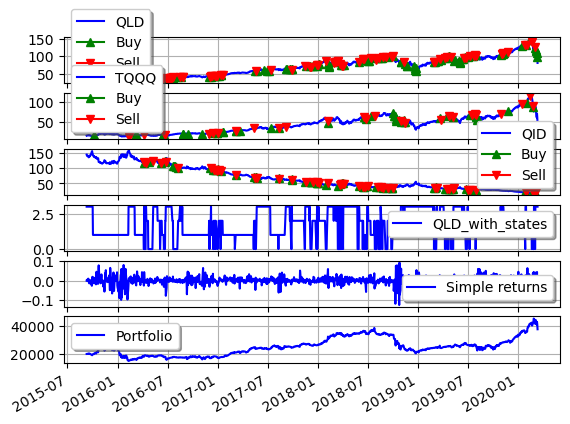 QLD
Buy
Sell
150
100
50
TQQQ
Buy
Sell
100
50
QID
Buy
Sell
150
100
50
QLD_with_states
2.5
0.0
Simple returns
0.1
0.0
−0.1
Portfolio
40000
20000
2015-07
2016-01
2016-07
2017-01
2017-07
2018-01
2018-07
2019-01
2019-07
2020-01